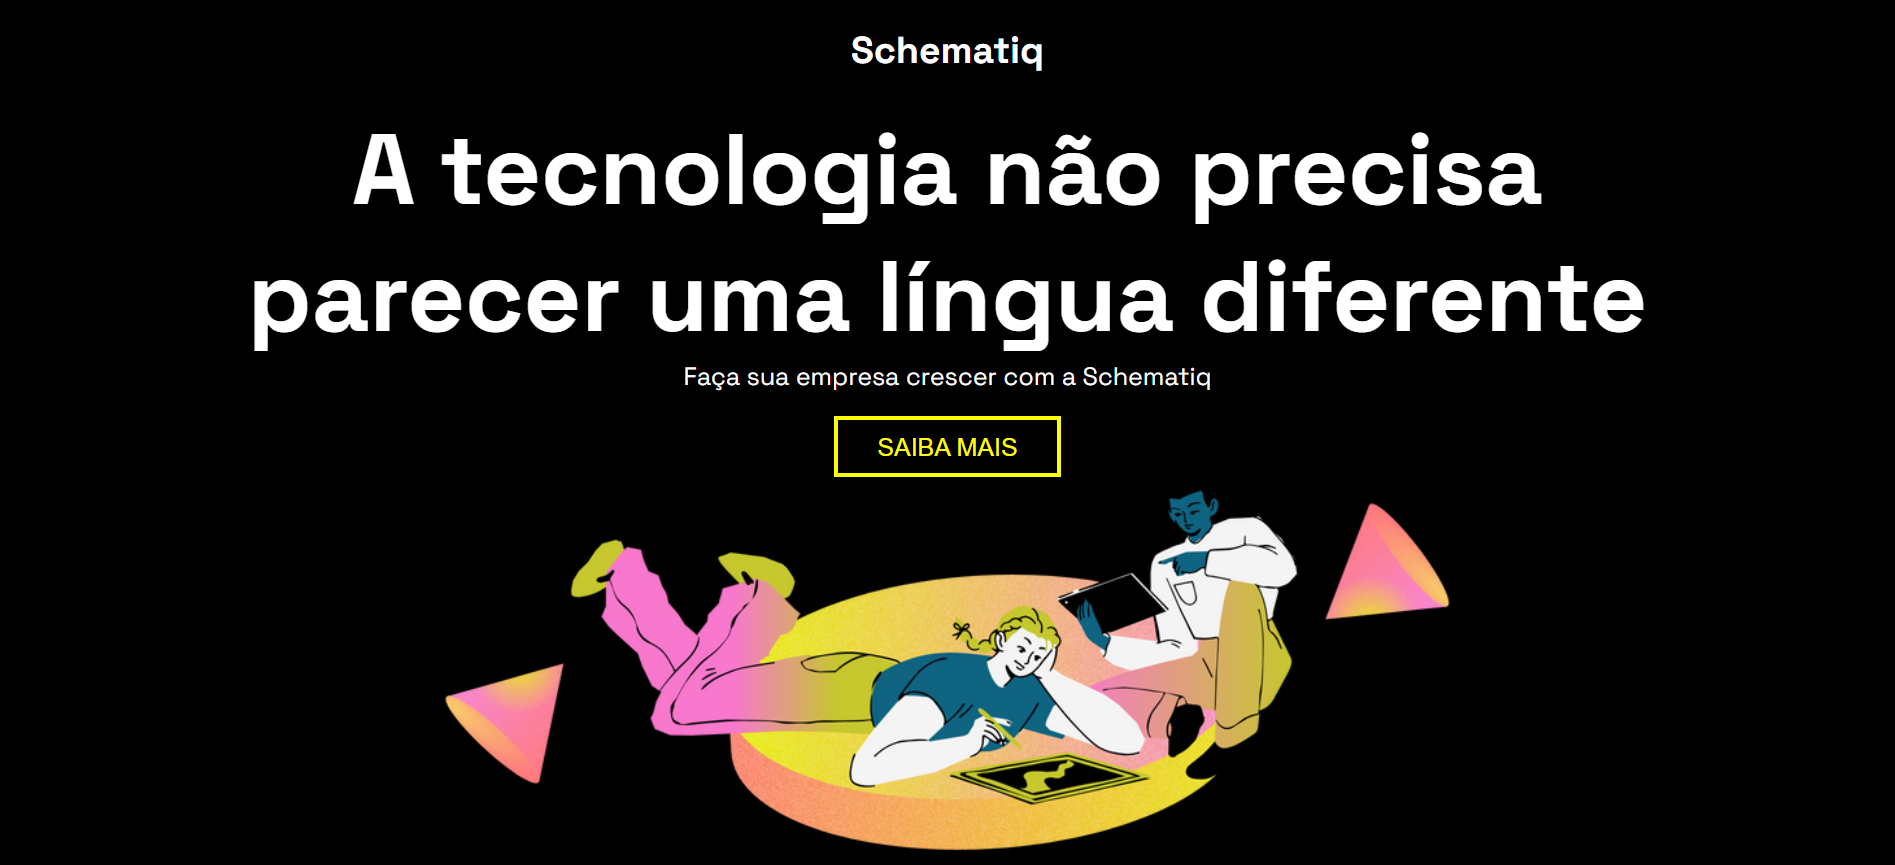 Schematiq
A tecnologia não precisa
parecer uma língua diferente
Faça sua empresa crescer com a Schematiq
SAIBA MAIS